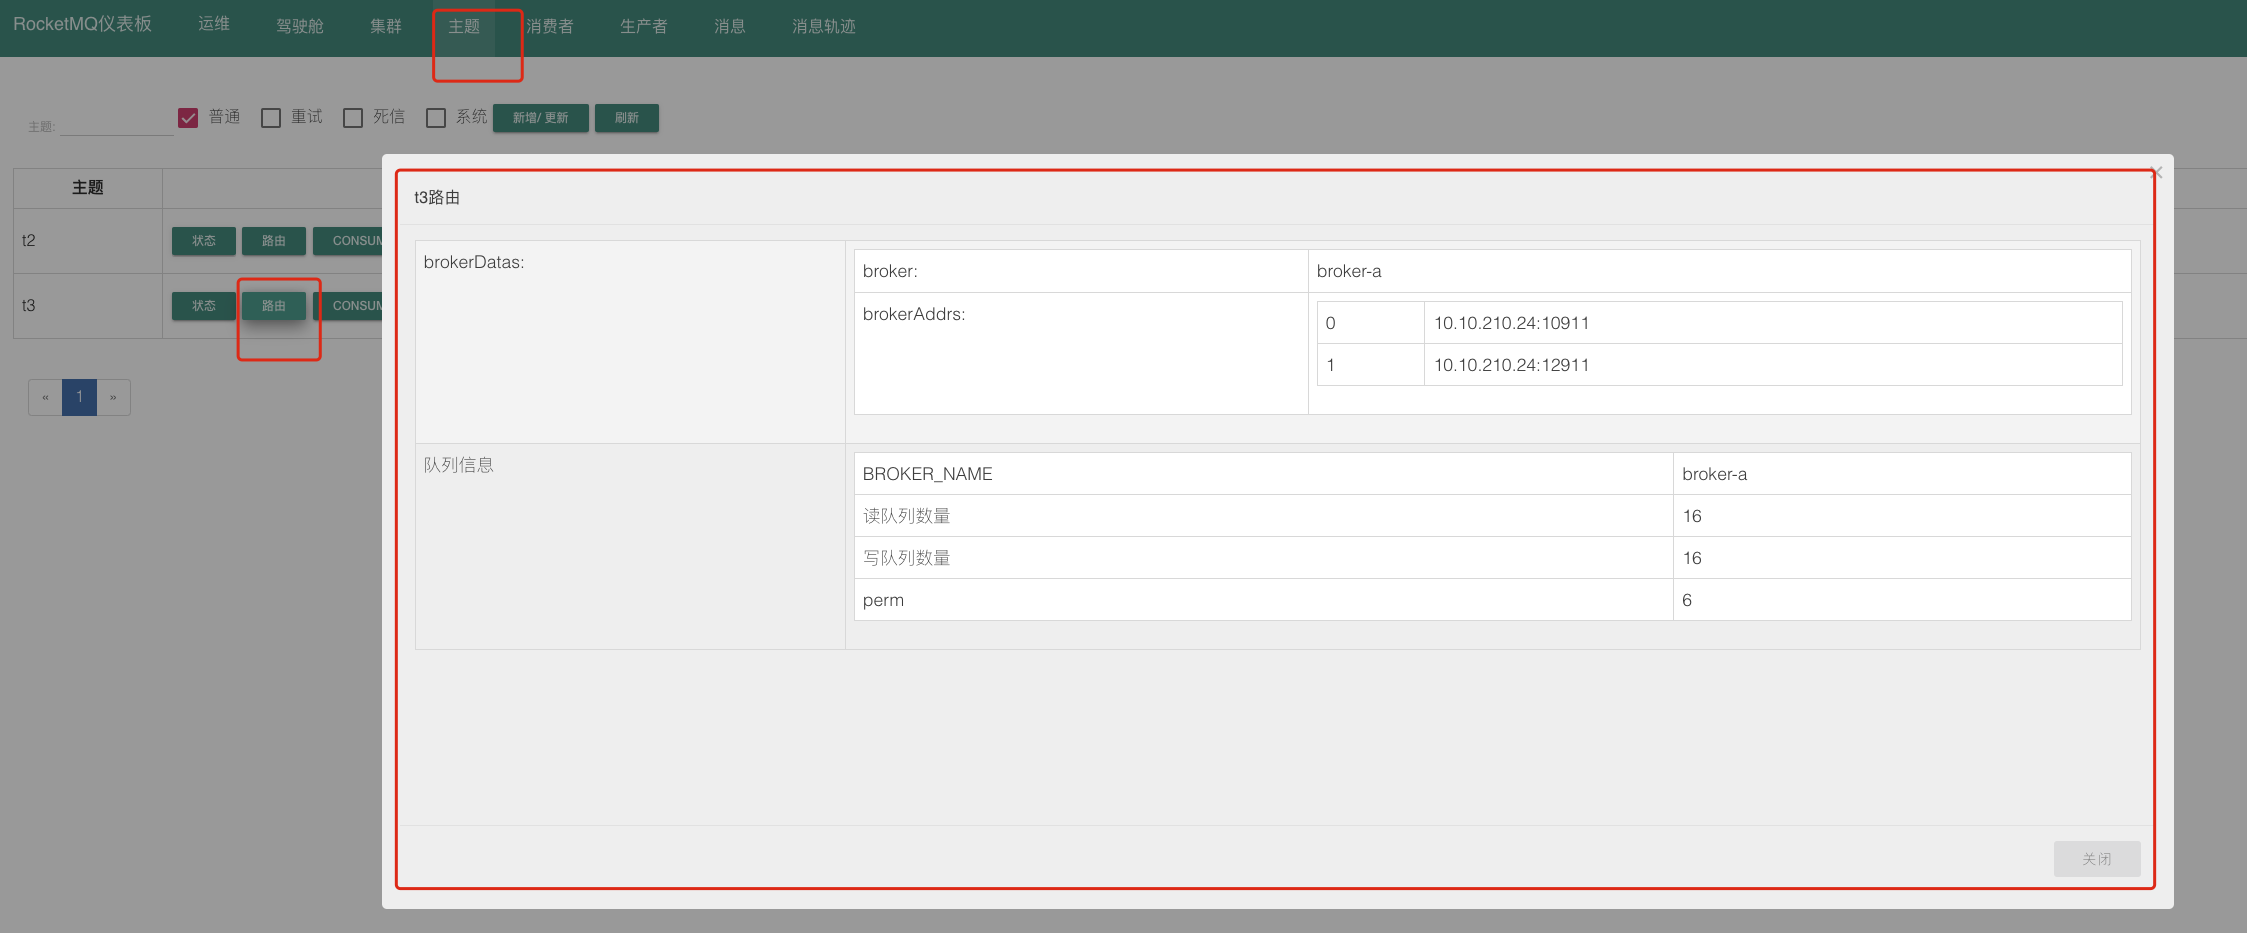 RocketMQ仪表板 运维 驾驶舱 集群 主题 消费者 生产者 消息 消息轨迹
主题: 普通 重试 死信 系统 新增/ 更新 刷新
主题
t2 状态 路由
t3 状态 路由
« 1 »
×
t3路由
brokerDatas:
broker: broker-a
brokerAddrs:
0 10.10.210.24:10911
1 10.10.210.24:12911
队列信息
BROKER_NAME broker-a
读队列数量 16
写队列数量 16
perm 6
关闭